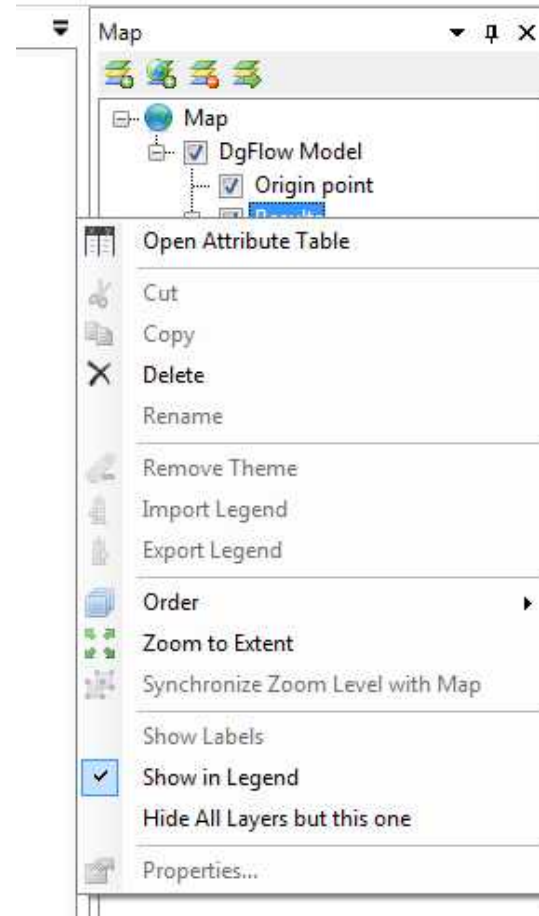 Map
Map
DgFlow Model
Origin point
Results
Open Attribute Table
Cut
Copy
Delete
Rename
Remove Theme
Import Legend
Export Legend
Order
Zoom to Extent
Synchronize Zoom Level with Map
Show Labels
Show in Legend
Hide All Layers but this one
Properties...